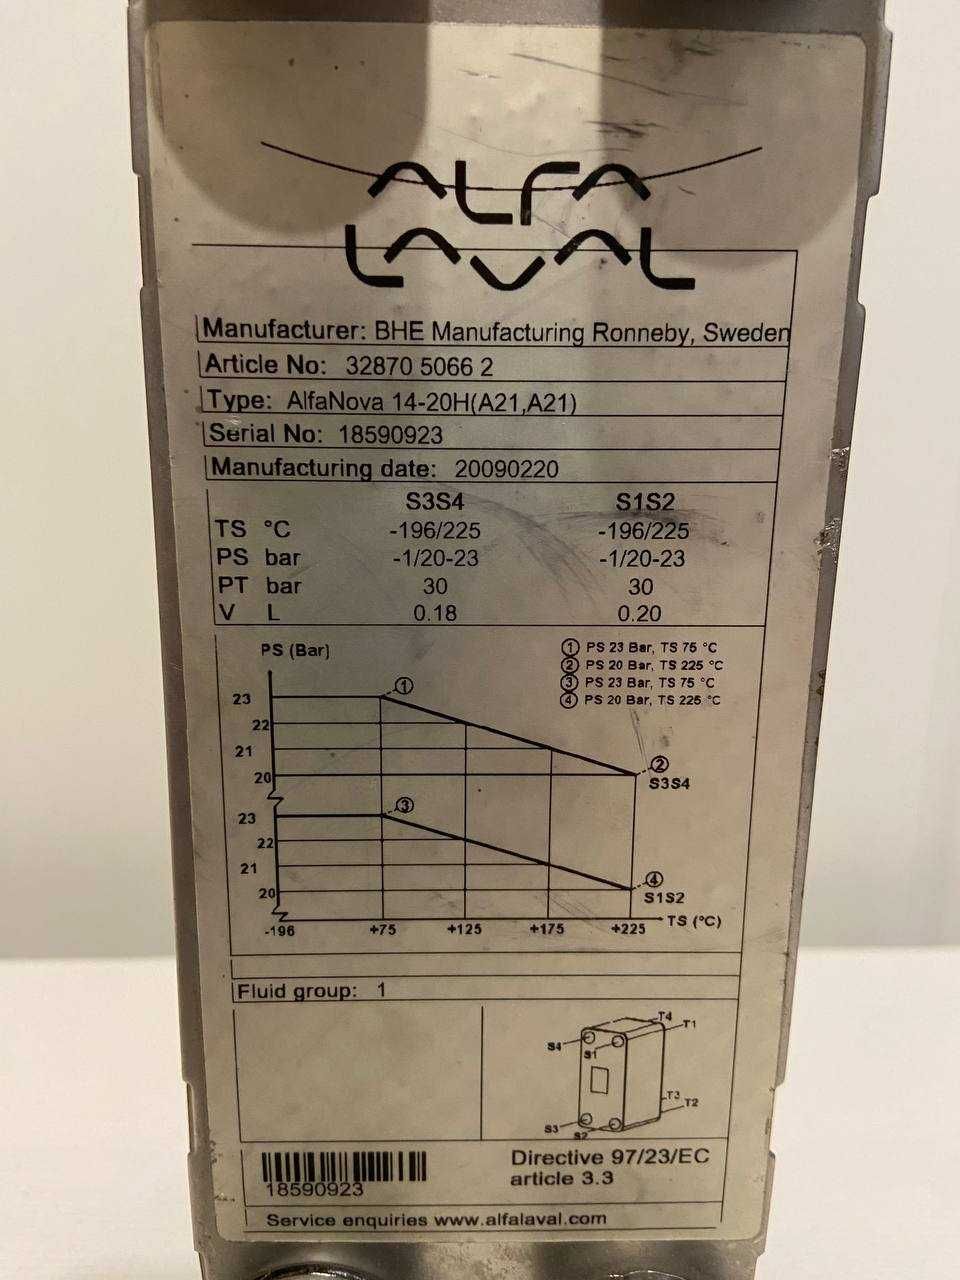 ALFA
LAVAL
Manufacturer: BHE Manufacturing Ronneby, Sweden
Article No: 32870 5066 2
Type: AlfaNova 14-20H(A21,A21)
Serial No: 18590923
Manufacturing date: 20090220
S3S4 S1S2
TS °C -196/225 -196/225
PS bar -1/20-23 -1/20-23
PT bar 30 30
V L 0.18 0.20
PS (Bar)
① PS 23 Bar, TS 75 °C
② PS 20 Bar, TS 225 °C
③ PS 23 Bar, TS 75 °C
④ PS 20 Bar, TS 225 °C
23 ①
22
21
20 ②
S3S4
23 ③
22
21
20 ④
S1S2
TS (°C)
-196 +75 +125 +175 +225
Fluid group: 1
T4
T1
S4
S1
T3
T2
S3
S2
18590923
Directive 97/23/EC
article 3.3
Service enquiries www.alfalaval.com